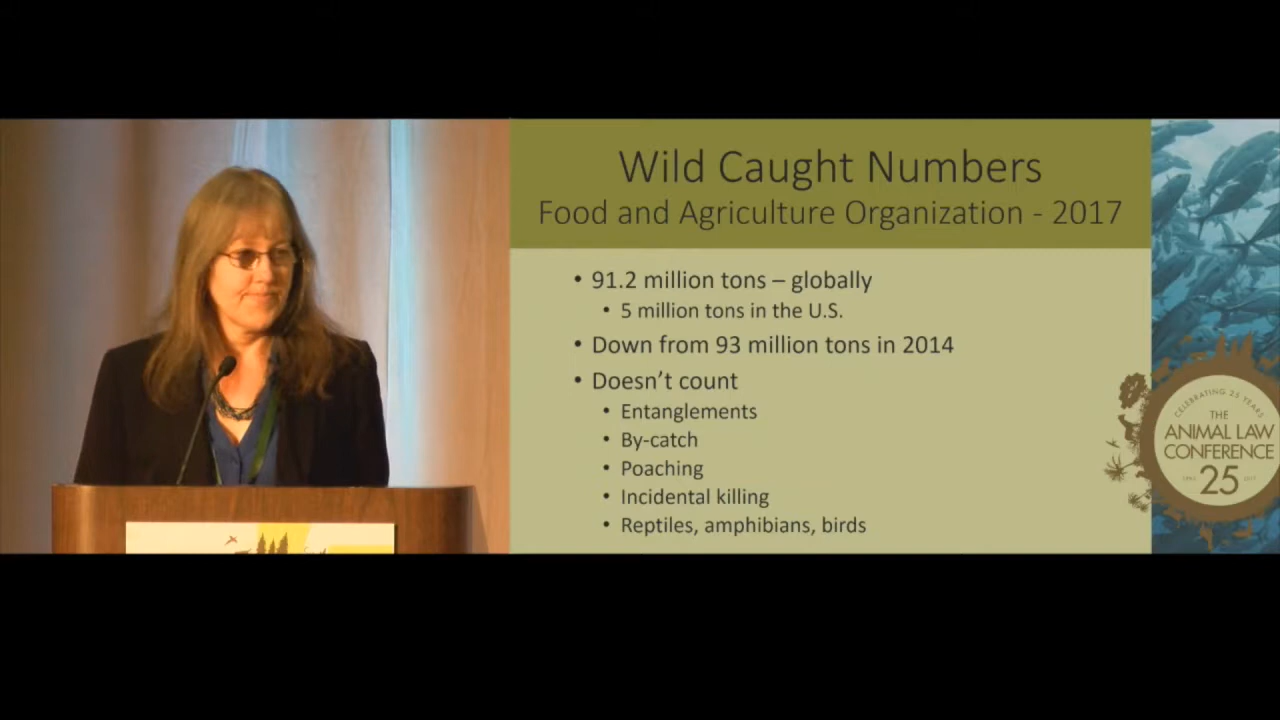 Wild Caught Numbers
Food and Agriculture Organization - 2017
• 91.2 million tons – globally
• 5 million tons in the U.S.
• Down from 93 million tons in 2014
• Doesn't count
• Entanglements
• By-catch
• Poaching
• Incidental killing
• Reptiles, amphibians, birds
CELEBRATING 25 YEARS
THE
ANIMAL LAW
CONFERENCE
25